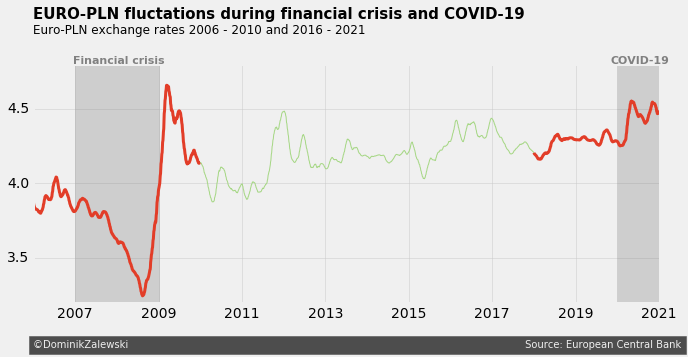 EURO-PLN fluctations during financial crisis and COVID-19
Euro-PLN exchange rates 2006 - 2010 and 2016 - 2021
Financial crisis COVID-19
4.5
4.0
3.5
2007 2009 2011 2013 2015 2017 2019 2021
©DominikZalewski Source: European Central Bank